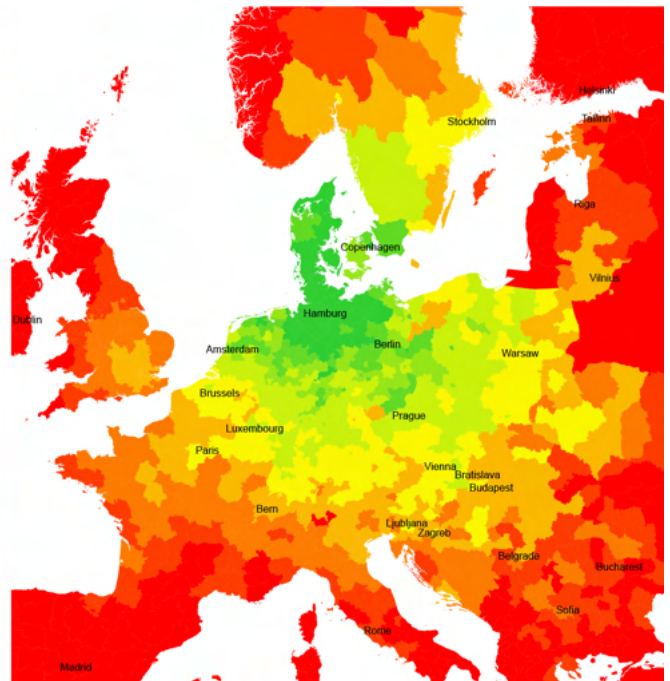 Helsinki
Stockholm
Tallinn
Riga
Copenhagen
Vilnius
Dublin
Hamburg
Amsterdam
Berlin
Warsaw
Brussels
Prague
Luxembourg
Paris
Vienna
Bratislava
Budapest
Bern
Ljubljana
Zagreb
Belgrade
Bucharest
Sofia
Rome
Madrid